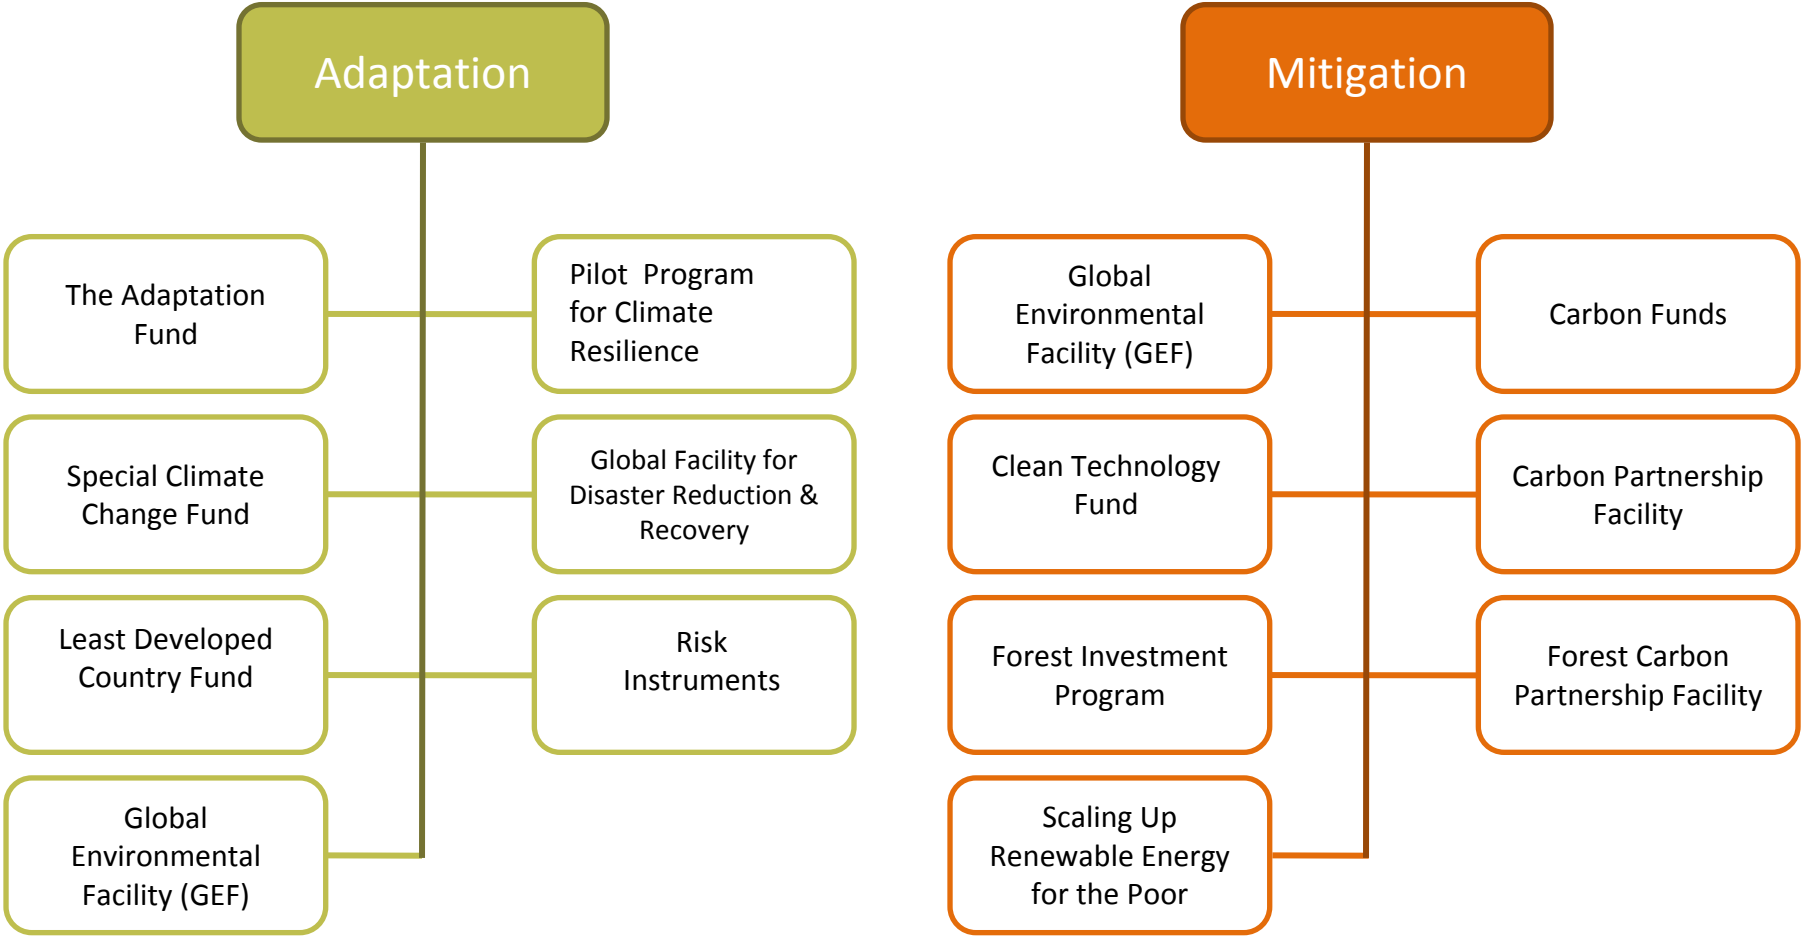 Adaptation
The Adaptation
Fund
Pilot Program
for Climate
Resilience
Special Climate
Change Fund
Global Facility for
Disaster Reduction &
Recovery
Least Developed
Country Fund
Risk
Instruments
Global
Environmental
Facility (GEF)
Mitigation
Global
Environmental
Facility (GEF)
Carbon Funds
Clean Technology
Fund
Carbon Partnership
Facility
Forest Investment
Program
Forest Carbon
Partnership Facility
Scaling Up
Renewable Energy
for the Poor